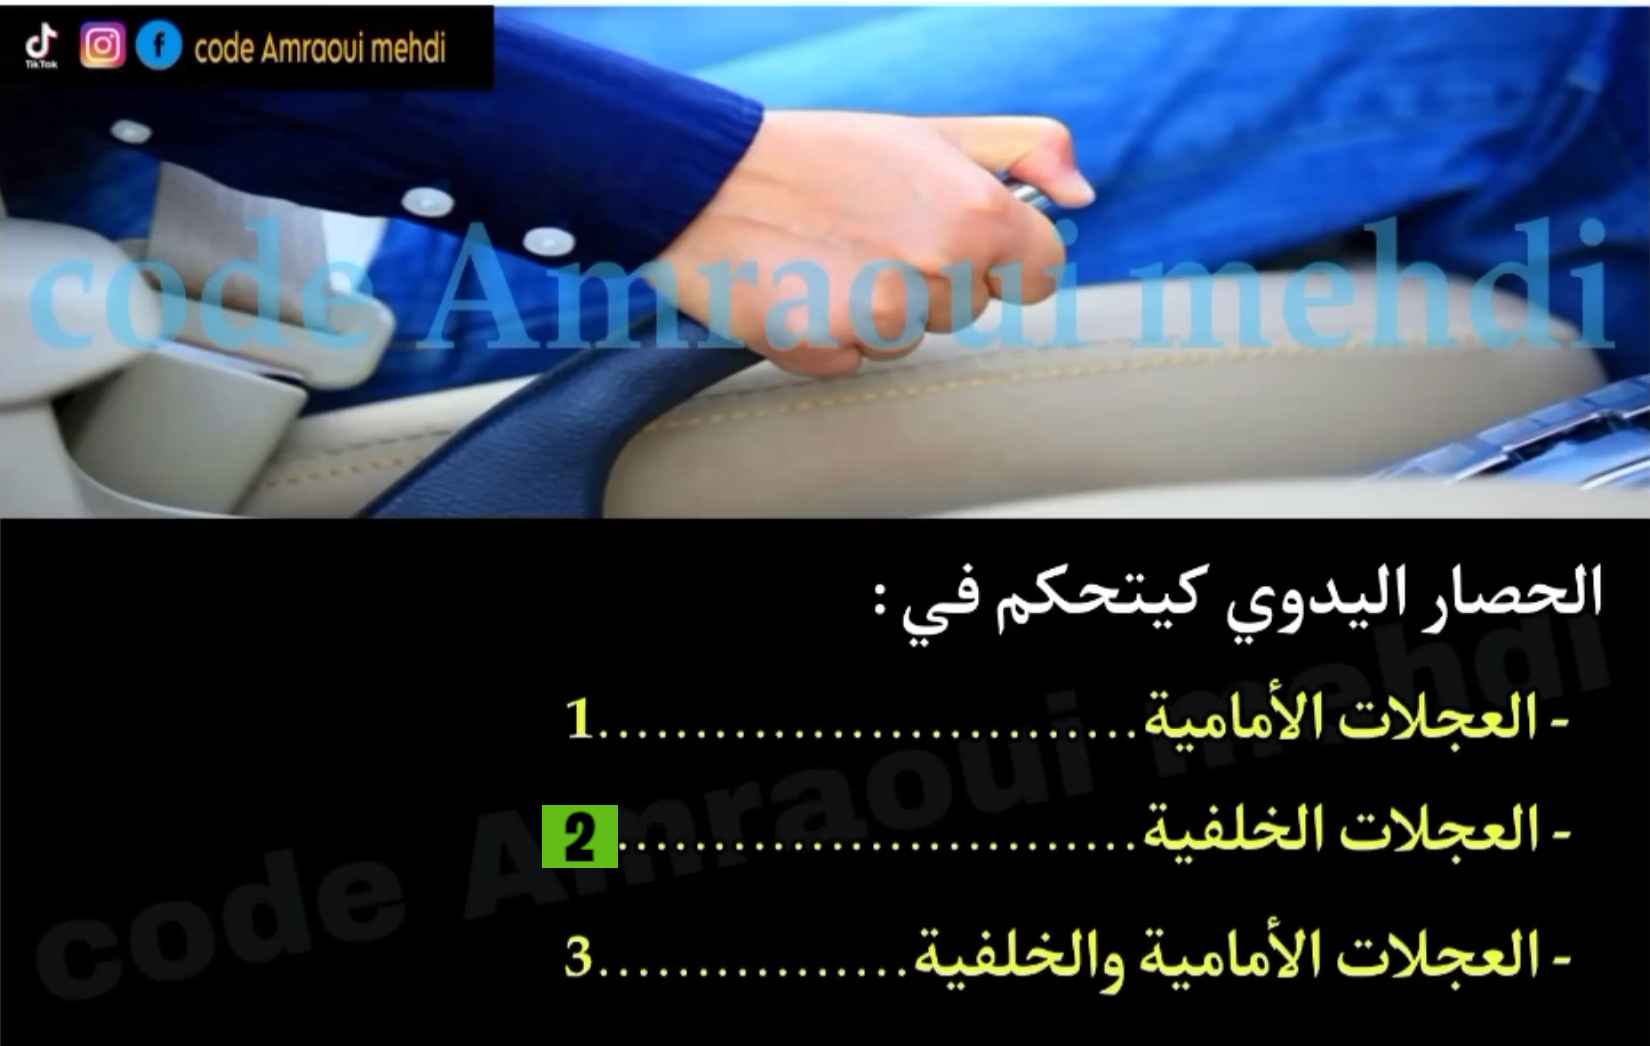 TikTok
code Amraoui mehdi
code Amraoui mehdi
الحصار اليدوي كيتحكم في :
- العجلات الأمامية...........................1
- العجلات الخلفية...........................2
- العجلات الأمامية والخلفية................3
code Amraoui mehdi